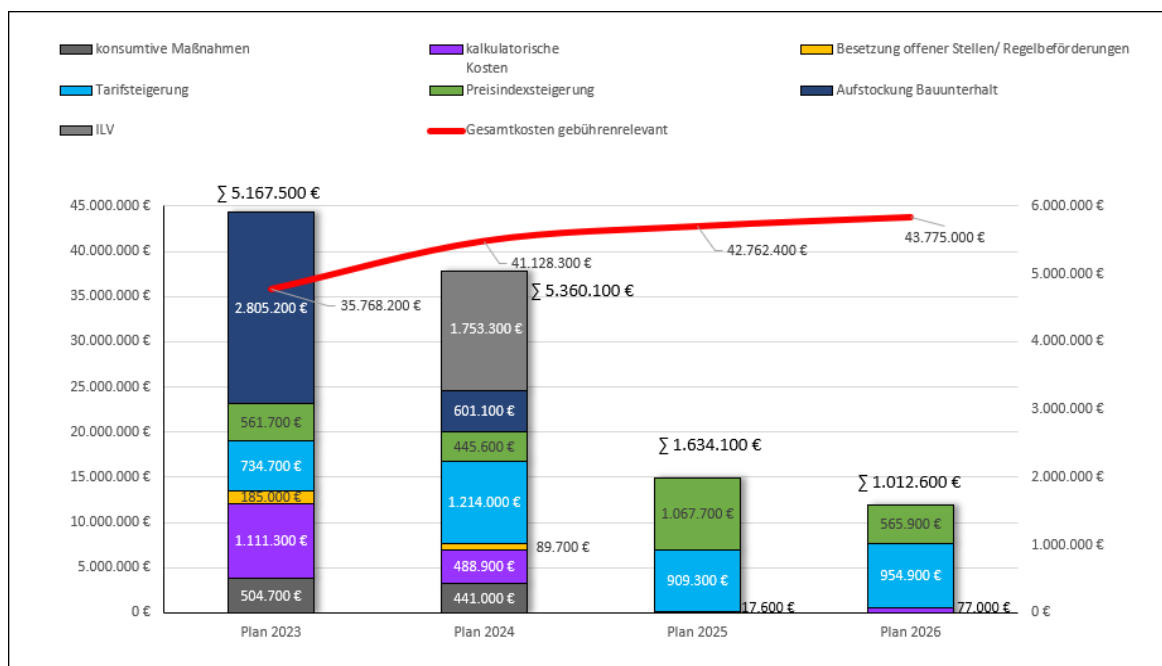 konsumtive Maßnahmen
kalkulatorische
Kosten
Besetzung offener Stellen/ Regelbeförderungen
Tarifsteigerung
Preisindexsteigerung
Aufstockung Bauunterhalt
ILV
Gesamtkosten gebührenrelevant
∑ 5.167.500 €
45.000.000 €
40.000.000 €
35.000.000 €
30.000.000 €
25.000.000 €
20.000.000 €
15.000.000 €
10.000.000 €
5.000.000 €
0 €
6.000.000 €
5.000.000 €
4.000.000 €
3.000.000 €
2.000.000 €
1.000.000 €
0 €
35.768.200 €
41.128.300 €
42.762.400 €
43.775.000 €
2.805.200 €
561.700 €
734.700 €
185.000 €
1.111.300 €
504.700 €
∑ 5.360.100 €
1.753.300 €
601.100 €
445.600 €
1.214.000 €
89.700 €
488.900 €
441.000 €
∑ 1.634.100 €
1.067.700 €
909.300 €
17.600 €
∑ 1.012.600 €
565.900 €
954.900 €
77.000 €
Plan 2023
Plan 2024
Plan 2025
Plan 2026